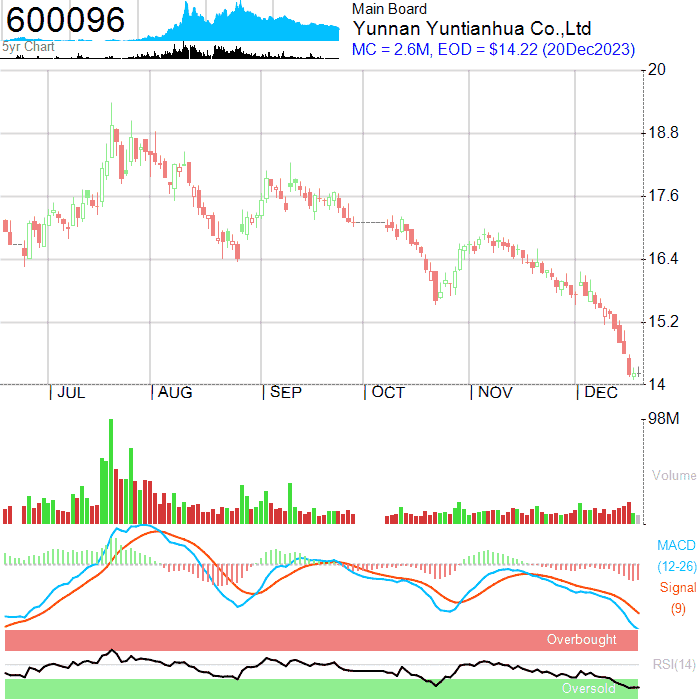 600096
5yr Chart
Main Board
Yunnan Yuntianhua Co.,Ltd
MC = 2.6M, EOD = $14.22 (20Dec2023)
20
18.8
17.6
16.4
15.2
14
JUL
AUG
SEP
OCT
NOV
DEC
98M
Volume
MACD
(12-26)
Signal
(9)
Overbought
RSI(14)
Oversold